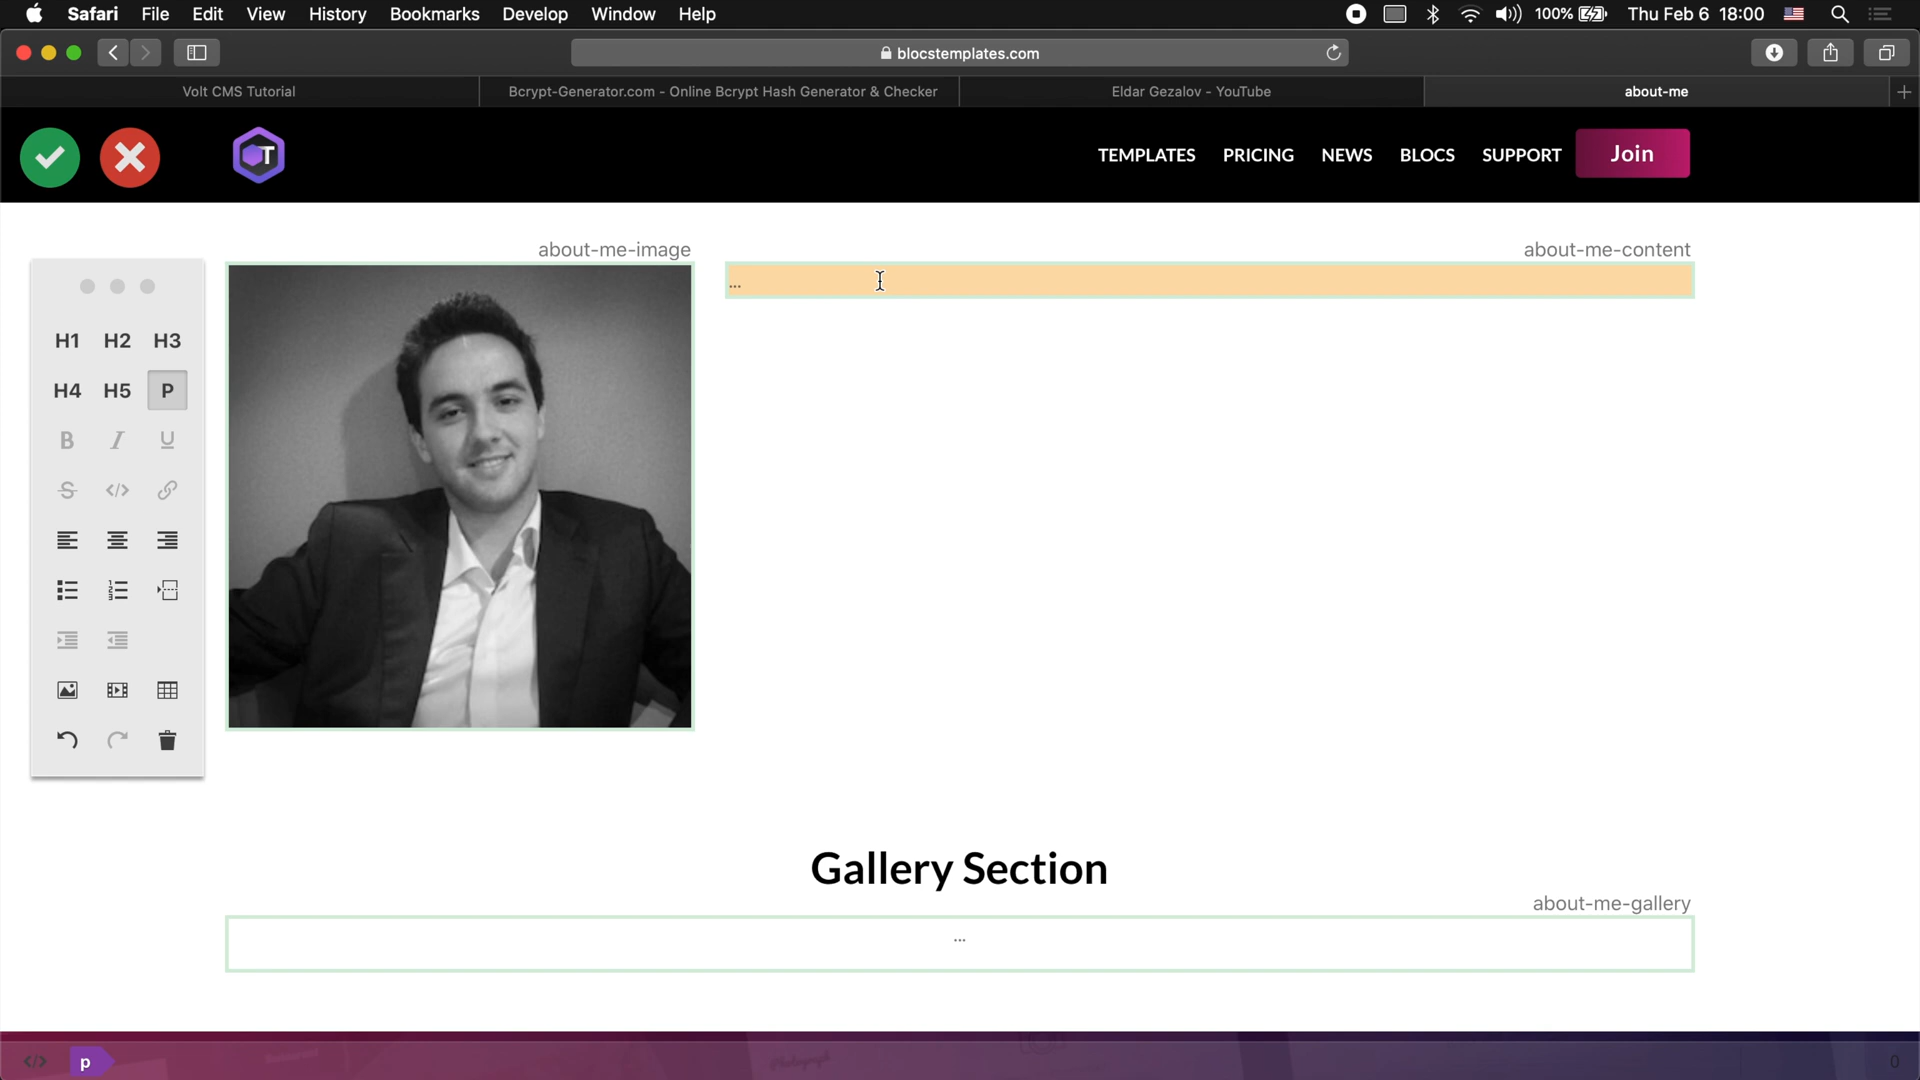 Safari File Edit View History Bookmarks Develop Window Help 100% Thu Feb 6 18:00
blocstemplates.com
Volt CMS Tutorial Bcrypt-Generator.com - Online Bcrypt Hash Generator & Checker Eldar Gezalov - YouTube about-me
T TEMPLATES PRICING NEWS BLOCS SUPPORT Join
about-me-image about-me-content
...
H1 H2 H3
H4 H5 P
B I U
S </>
Gallery Section
about-me-gallery
...
</> p 0